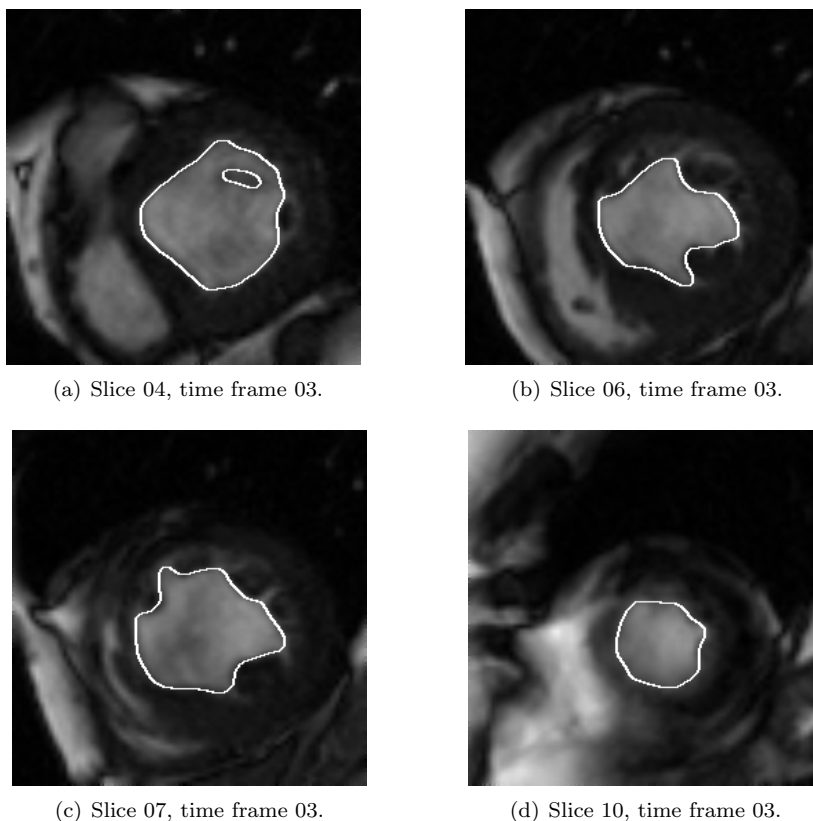 (a) Slice 04, time frame 03.
(b) Slice 06, time frame 03.
(c) Slice 07, time frame 03.
(d) Slice 10, time frame 03.